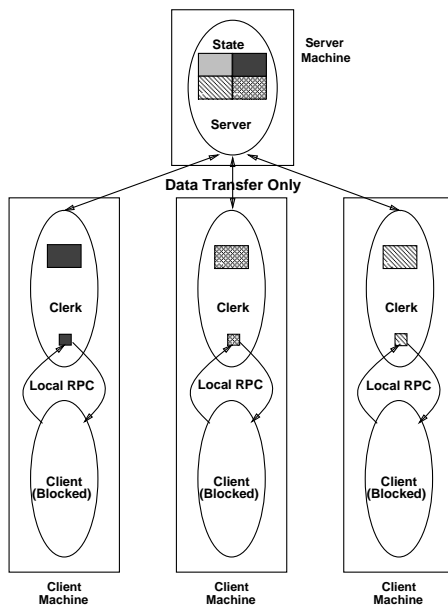 State
Server
Machine
Server
Data Transfer Only
Clerk
Clerk
Clerk
Local RPC
Local RPC
Local RPC
Client
(Blocked)
Client
(Blocked)
Client
(Blocked)
Client
Machine
Client
Machine
Client
Machine